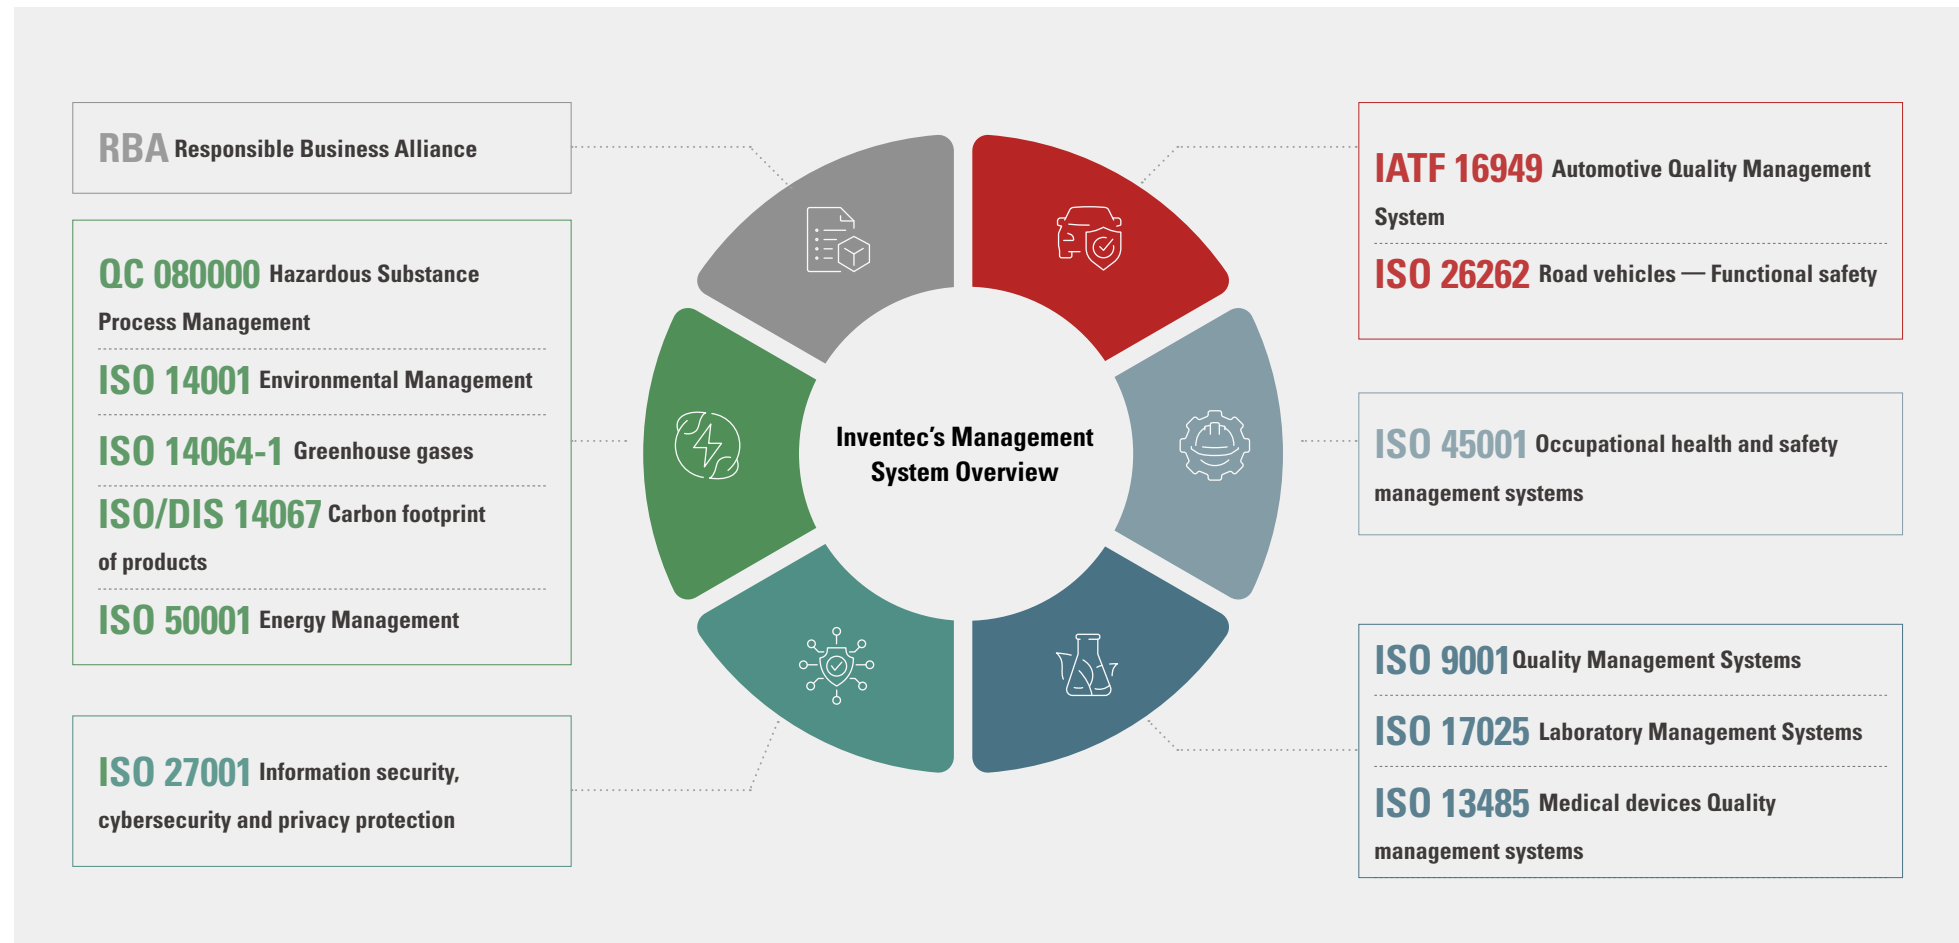 RBA Responsible Business Alliance
QC 080000 Hazardous Substance
Process Management
ISO 14001 Environmental Management
ISO 14064-1 Greenhouse gases
ISO/DIS 14067 Carbon footprint
of products
ISO 50001 Energy Management
ISO 27001 Information security,
cybersecurity and privacy protection
Inventec’s Management
System Overview
IATF 16949 Automotive Quality Management
System
ISO 26262 Road vehicles — Functional safety
ISO 45001 Occupational health and safety
management systems
ISO 9001 Quality Management Systems
ISO 17025 Laboratory Management Systems
ISO 13485 Medical devices Quality
management systems